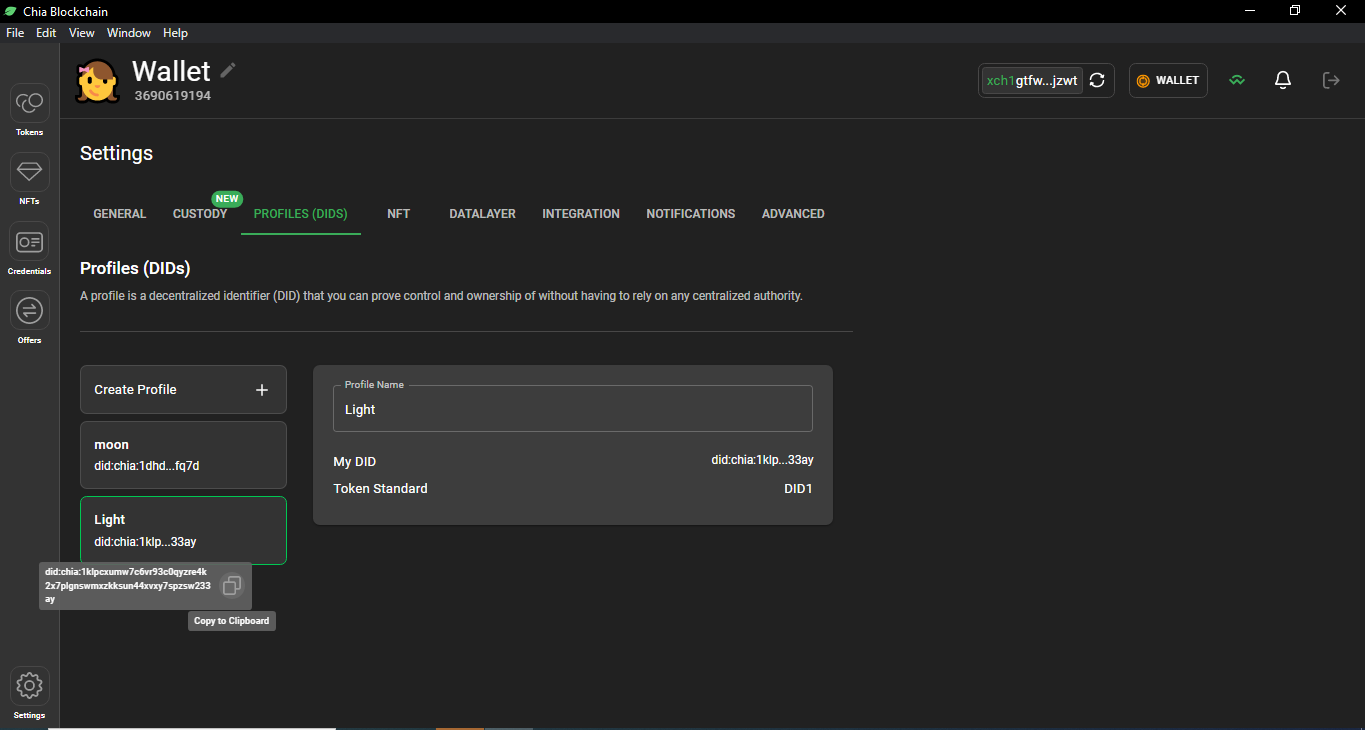 Chia Blockchain
File Edit View Window Help
Wallet
3690619194
xch1gtfw...jzwt
WALLET
Tokens
NFTs
Credentials
Offers
Settings
Settings
GENERAL
CUSTODY
NEW
PROFILES (DIDS)
NFT
DATALAYER
INTEGRATION
NOTIFICATIONS
ADVANCED
Profiles (DIDs)
A profile is a decentralized identifier (DID) that you can prove control and ownership of without having to rely on any centralized authority.
Create Profile
moon
did:chia:1dhd...fq7d
Light
did:chia:1klp...33ay
did:chia:1klpcxumw7c6vr93c0qyzre4k
2x7plgnswmxzkksun44xvxy7spzsw233
ay
Copy to Clipboard
Profile Name
Light
My DID
did:chia:1klp...33ay
Token Standard
DID1